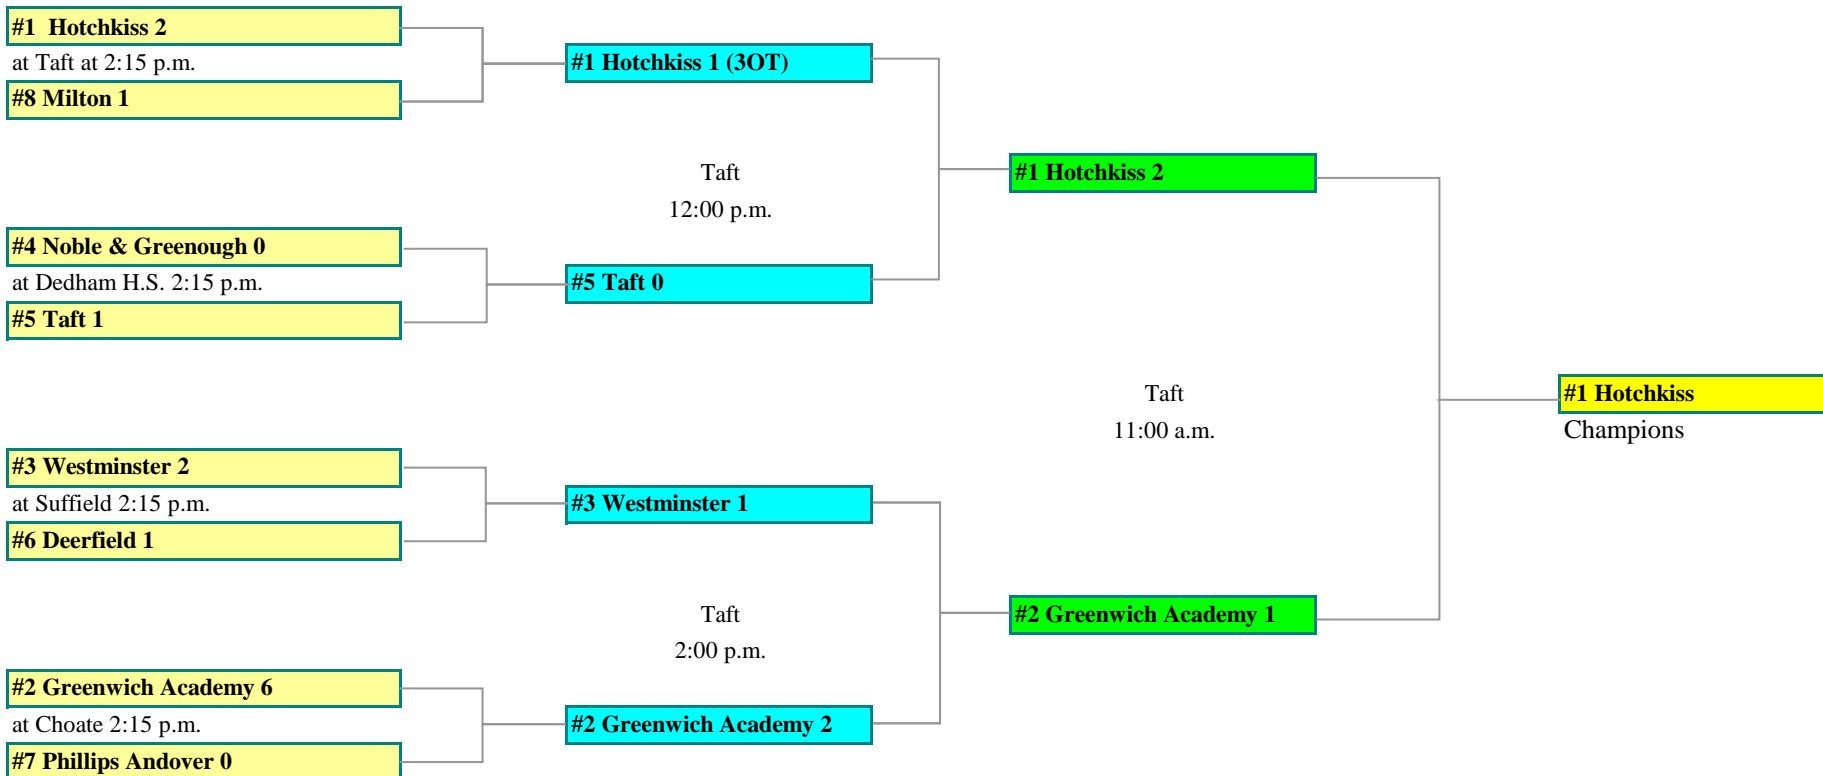 #1  Hotchkiss 2
at Taft at 2:15 p.m.
#8 Milton 1
#4 Noble & Greenough 0
at Dedham H.S. 2:15 p.m.
#5 Taft 1
#3 Westminster 2
at Suffield 2:15 p.m.
#6 Deerfield 1
#2 Greenwich Academy 6
at Choate 2:15 p.m.
#7 Phillips Andover 0
#1 Hotchkiss 1 (3OT)
Taft
12:00 p.m.
#5 Taft 0
#3 Westminster 1
Taft
2:00 p.m.
#2 Greenwich Academy 2
#1 Hotchkiss 2
Taft
11:00 a.m.
#2 Greenwich Academy 1
#1 Hotchkiss
Champions